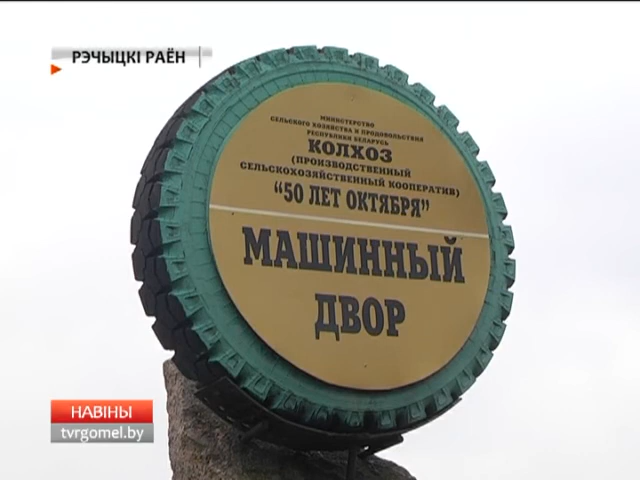 РЭЧЫЦКІ РАЁН
МИНИСТЕРСТВО
СЕЛЬСКОГО ХОЗЯЙСТВА И ПРОДОВОЛЬСТВИЯ
РЕСПУБЛИКИ БЕЛАРУСЬ
КОЛХОЗ
(ПРОИЗВОДСТВЕННЫЙ
СЕЛЬСКОХОЗЯЙСТВЕННЫЙ КООПЕРАТИВ)
“50 ЛЕТ ОКТЯБРЯ”
МАШИННЫЙ
ДВОР
НАВІНЫ
tvrgomel.by